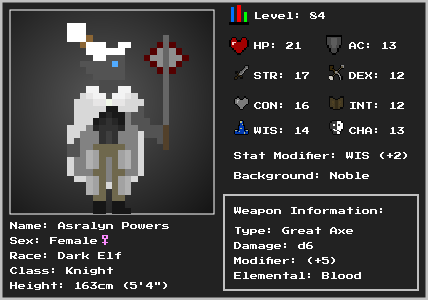 Level: 84
HP: 21
AC: 13
STR: 17
DEX: 12
CON: 16
INT: 12
WIS: 14
CHA: 13
Stat Modifier: WIS (+2)
Background: Noble
Name: Asralyn Powers
Sex: Female♀
Race: Dark Elf
Class: Knight
Height: 163cm (5'4")
Weapon Information:
Type: Great Axe
Damage: d6
Modifier: (+5)
Elemental: Blood